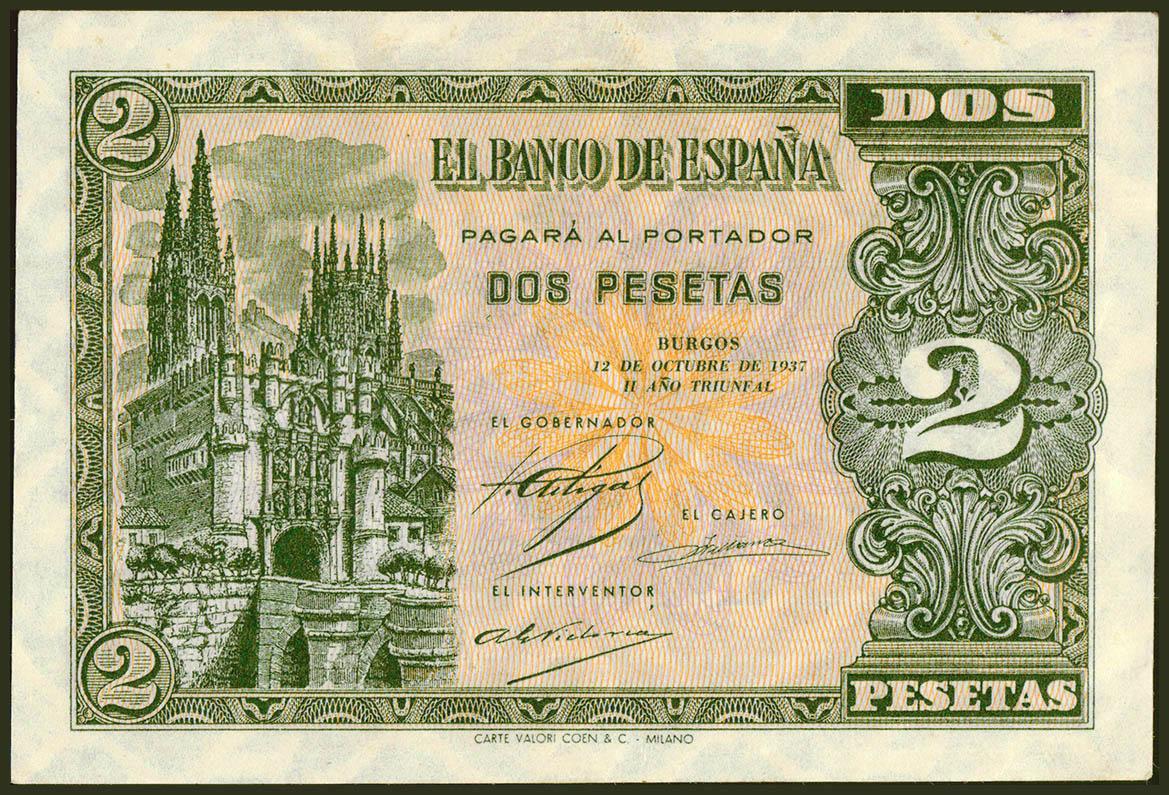 2
DOS
EL BANCO DE ESPAÑA
PAGARÁ AL PORTADOR
DOS PESETAS
BURGOS
12 DE OCTUBRE DE 1937
II AÑO TRIUNFAL
EL GOBERNADOR
2
EL CAJERO
EL INTERVENTOR,
2
PESETAS
CARTE VALORI COEN & C. - MILANO